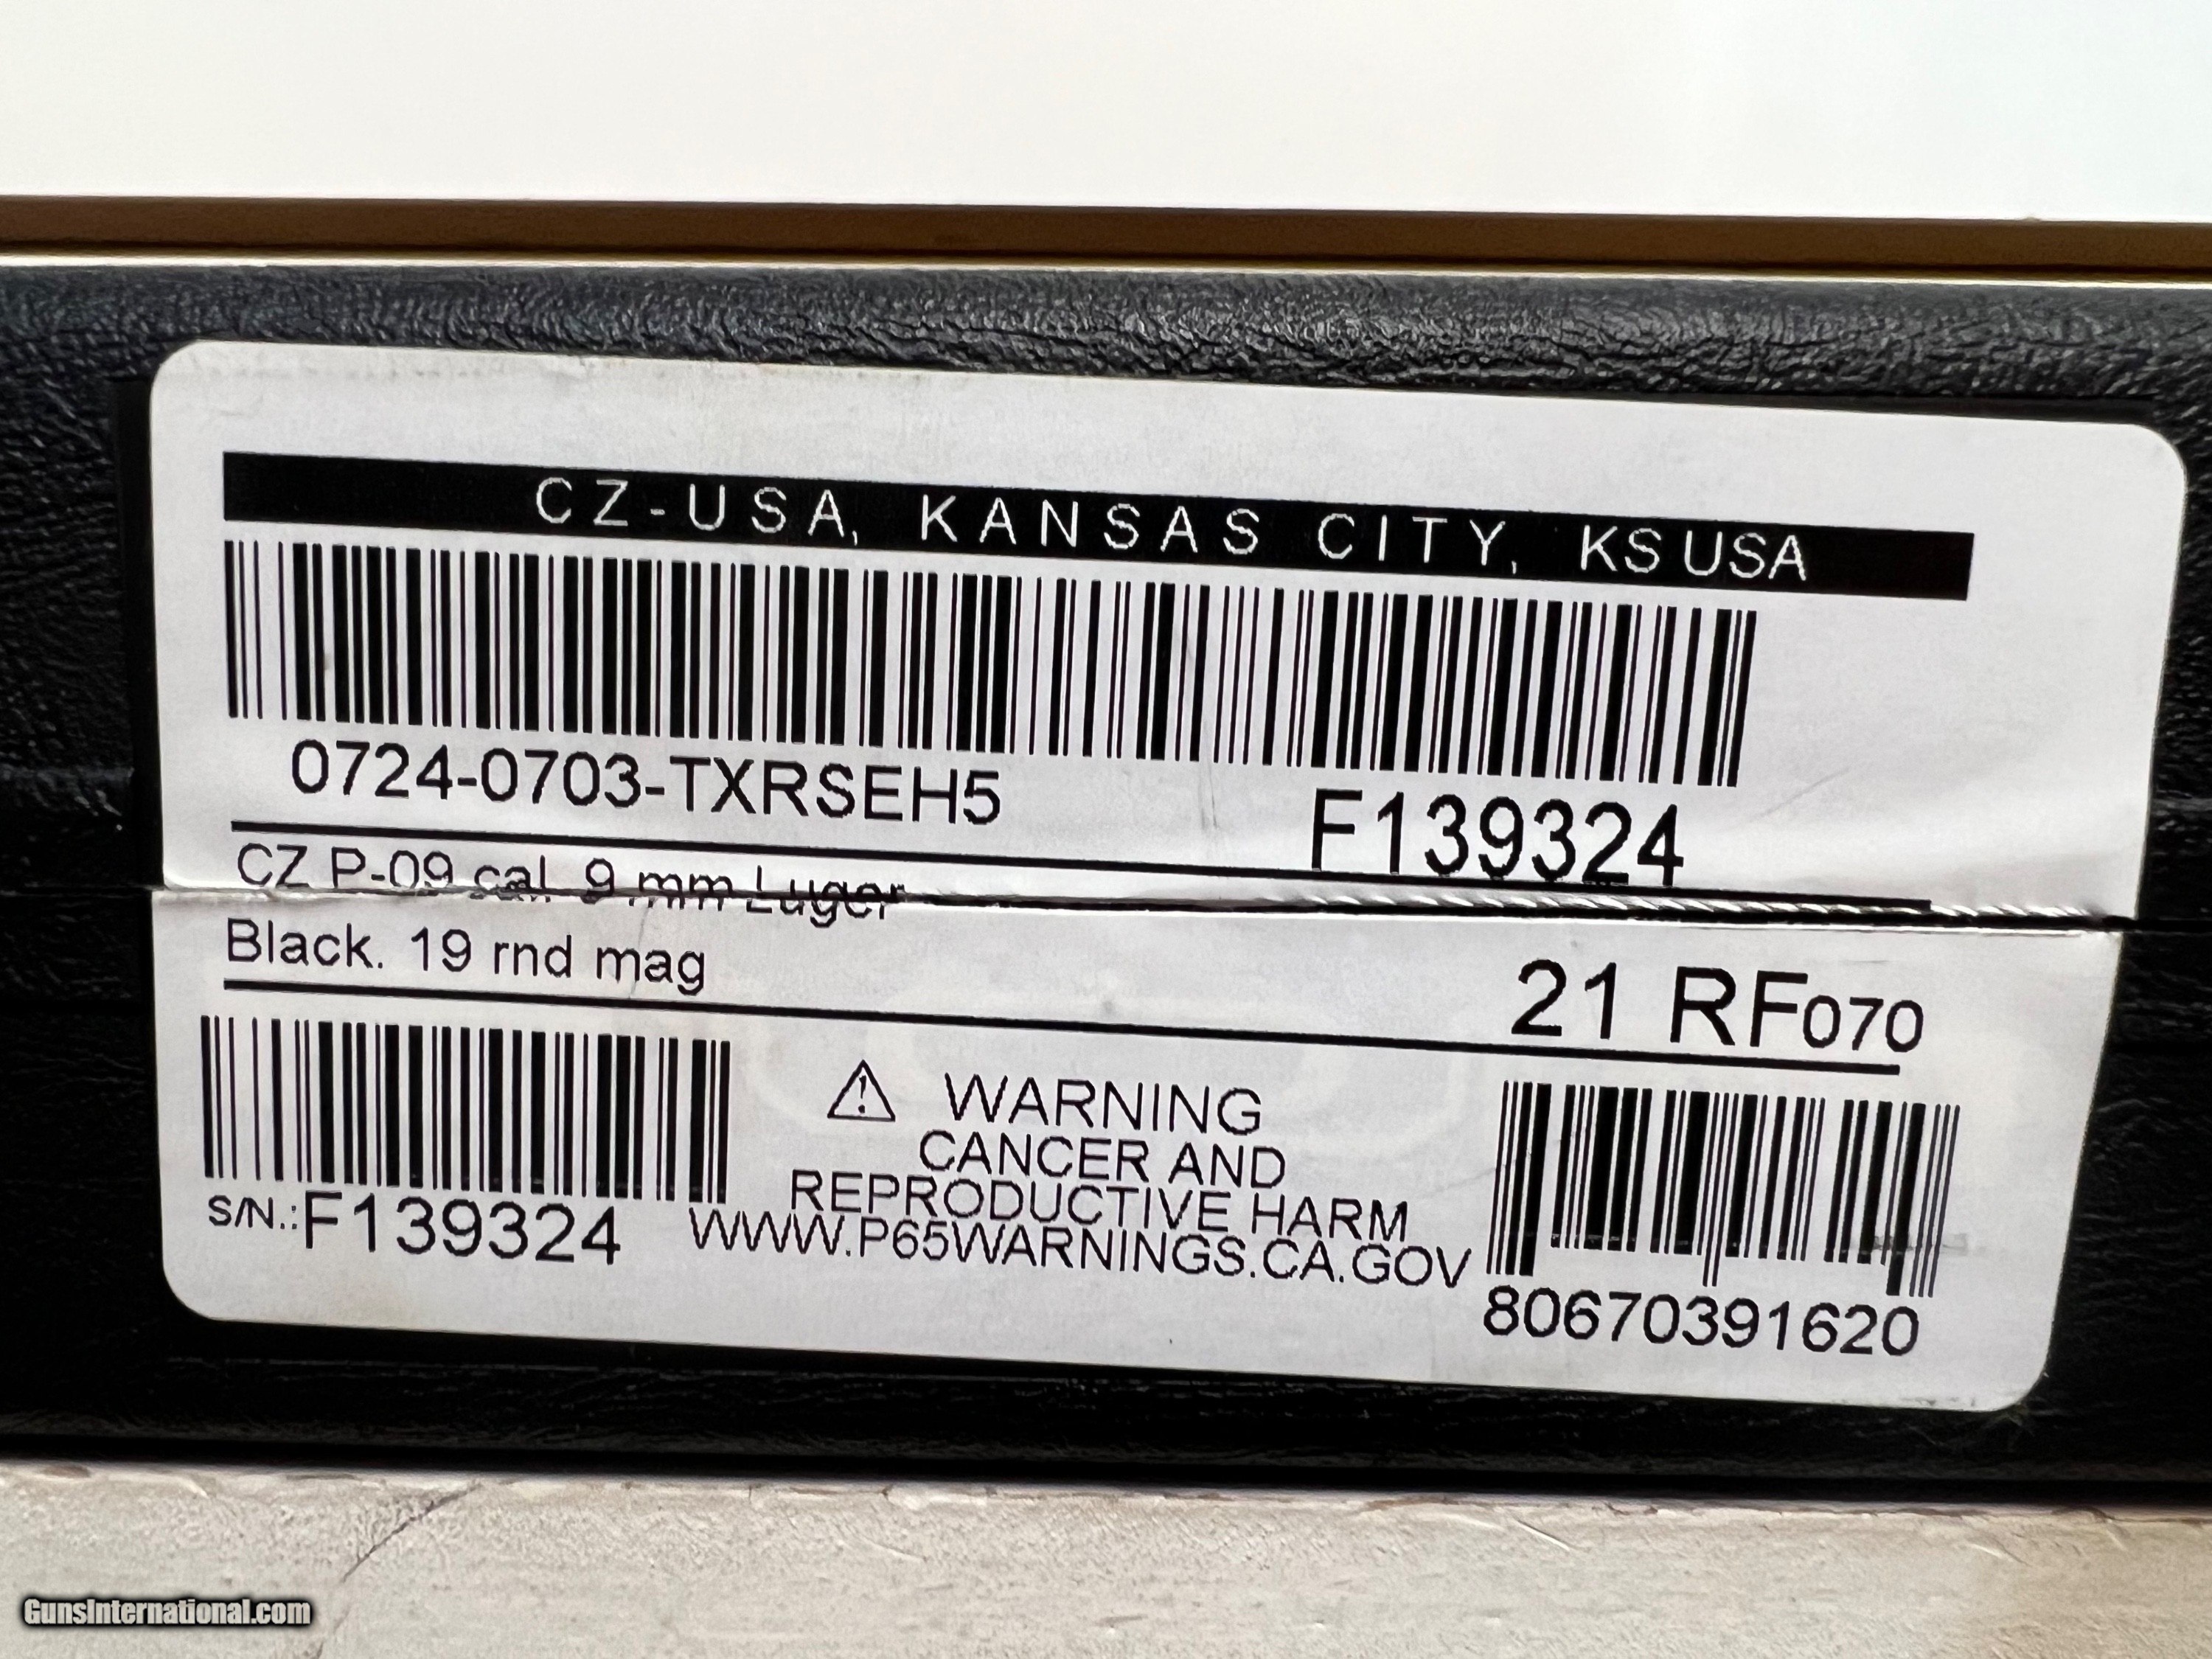 CZ-USA, KANSAS CITY, KS USA
0724-0703-TXRSEH5
F139324
CZ P-09 cal. 9 mm Luger
Black. 19 rnd mag
21 RF070
S/N.:F139324
WARNING
CANCER AND
REPRODUCTIVE HARM
WWW.P65WARNINGS.CA.GOV
80670391620
GunsInternational.com